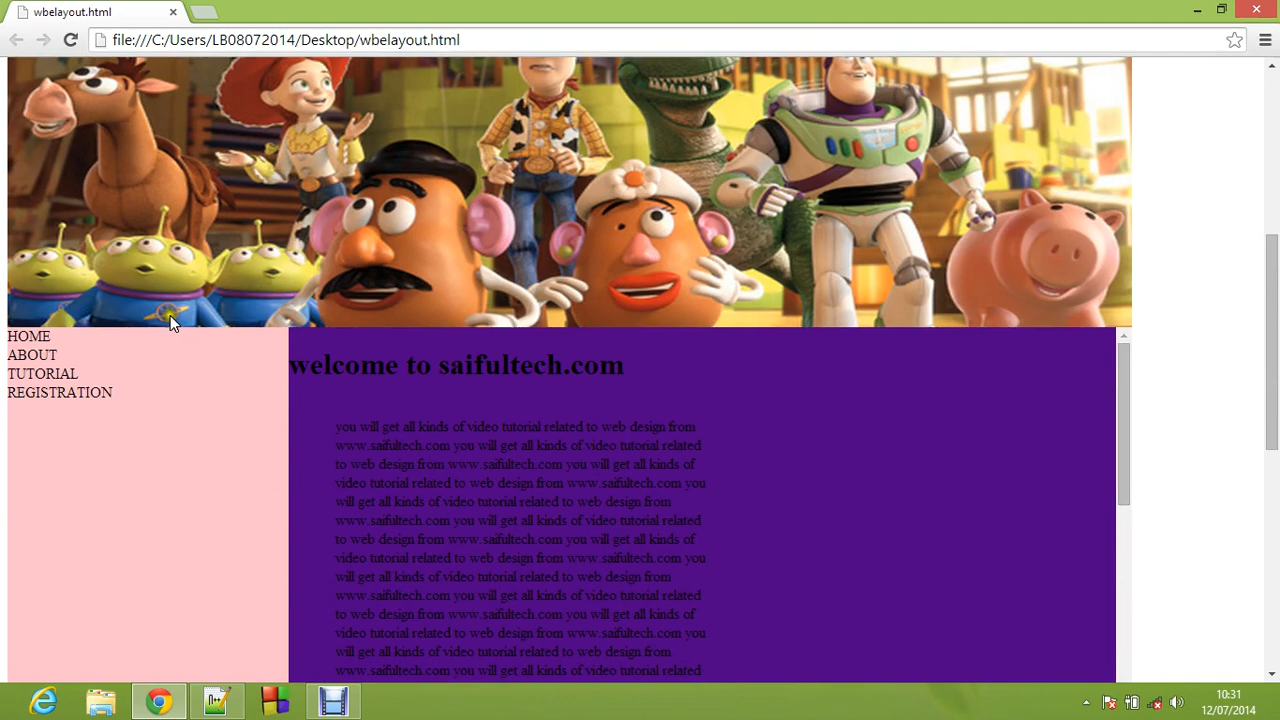 wbelayout.html
file:///C:/Users/LB08072014/Desktop/wbelayout.html
HOME
ABOUT
TUTORIAL
REGISTRATION
welcome to saifultech.com
you will get all kinds of video tutorial related to web design from
www.saifultech.com you will get all kinds of video tutorial related
to web design from www.saifultech.com you will get all kinds of
video tutorial related to web design from www.saifultech.com you
will get all kinds of video tutorial related to web design from
www.saifultech.com you will get all kinds of video tutorial related
to web design from www.saifultech.com you will get all kinds of
video tutorial related to web design from www.saifultech.com you
will get all kinds of video tutorial related to web design from
www.saifultech.com you will get all kinds of video tutorial related
to web design from www.saifultech.com you will get all kinds of
video tutorial related to web design from www.saifultech.com you
will get all kinds of video tutorial related to web design from
www.saifultech.com you will get all kinds of video tutorial related
10:31
12/07/2014